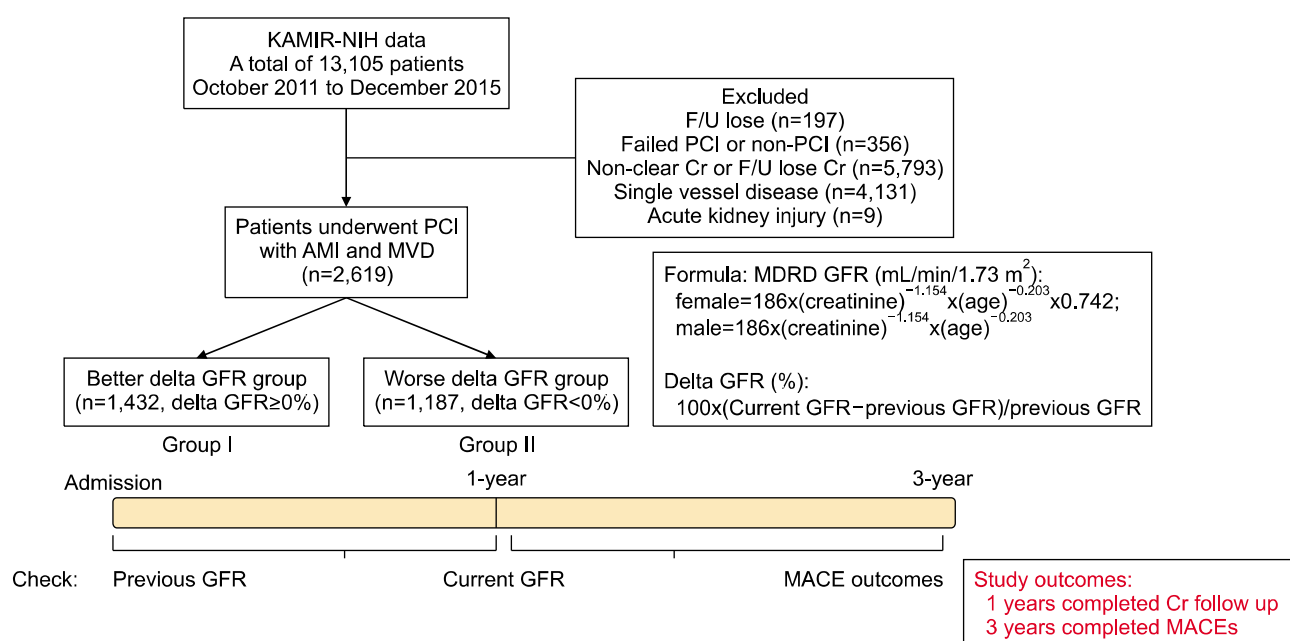 KAMIR-NIH data
A total of 13,105 patients
October 2011 to December 2015
Excluded
F/U lose (n=197)
Failed PCI or non-PCI (n=356)
Non-clear Cr or F/U lose Cr (n=5,793)
Single vessel disease (n=4,131)
Acute kidney injury (n=9)
Patients underwent PCI
with AMI and MVD
(n=2,619)
Formula: MDRD GFR (mL/min/1.73 m²):
female=186x(creatinine)⁻¹·¹⁵⁴x(age)⁻⁰·²⁰³x0.742;
male=186x(creatinine)⁻¹·¹⁵⁴x(age)⁻⁰·²⁰³
Delta GFR (%):
100x(Current GFR−previous GFR)/previous GFR
Better delta GFR group
(n=1,432, delta GFR≥0%)
Group I
Worse delta GFR group
(n=1,187, delta GFR<0%)
Group II
Admission 1-year 3-year
Check: Previous GFR Current GFR MACE outcomes
Study outcomes:
1 years completed Cr follow up
3 years completed MACEs